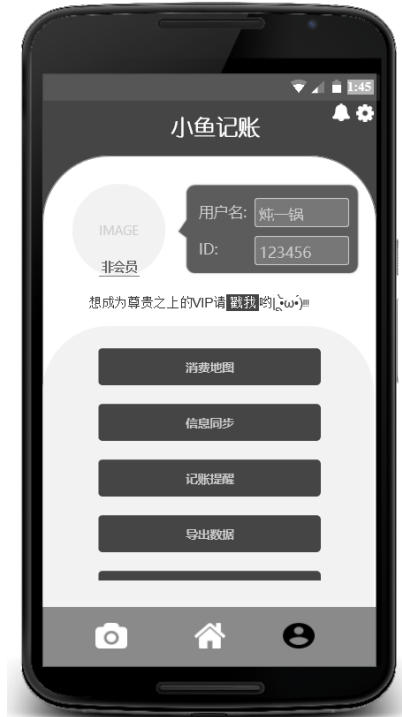 1:45
小鱼记账
用户名: 炖一锅
IMAGE
ID: 123456
非会员
想成为尊贵之上的VIP请 戳我 哟|ू•̀ω•́)ᵎᵎᵎ
消费地图
信息同步
记账提醒
导出数据